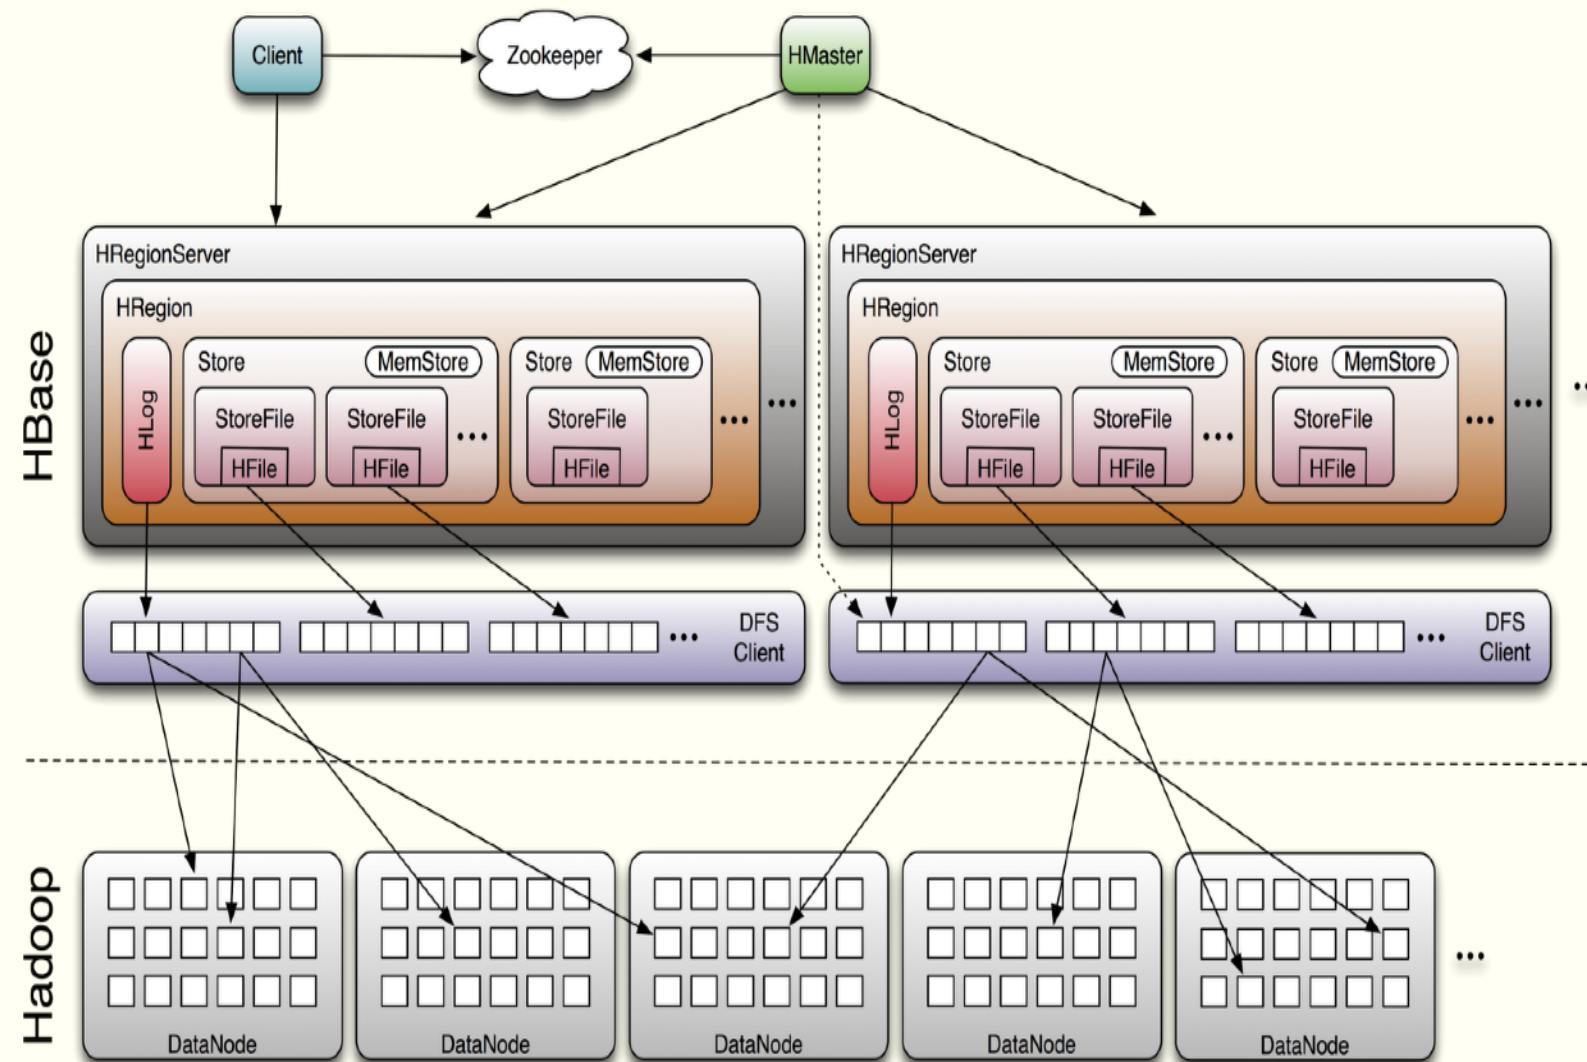 Client
Zookeeper
HMaster
HBase
HRegionServer
HRegion
HLog
Store
MemStore
StoreFile
HFile
StoreFile
HFile
...
Store
MemStore
StoreFile
HFile
...
...
HRegionServer
HRegion
HLog
Store
MemStore
StoreFile
HFile
StoreFile
HFile
...
Store
MemStore
StoreFile
HFile
...
...
...
DFS
Client
...
DFS
Client
Hadoop
DataNode
DataNode
DataNode
DataNode
DataNode
...